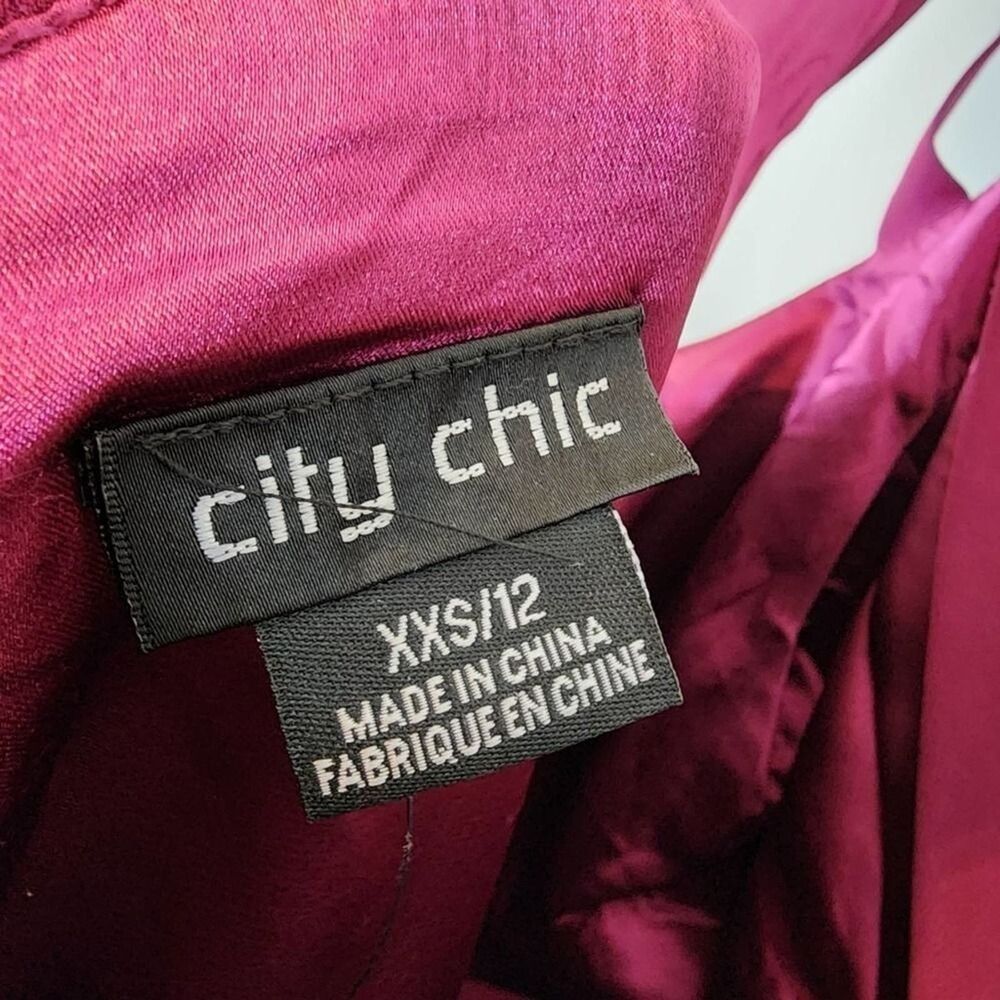 city chic
XXS/12
MADE IN CHINA
FABRIQUE EN CHINE